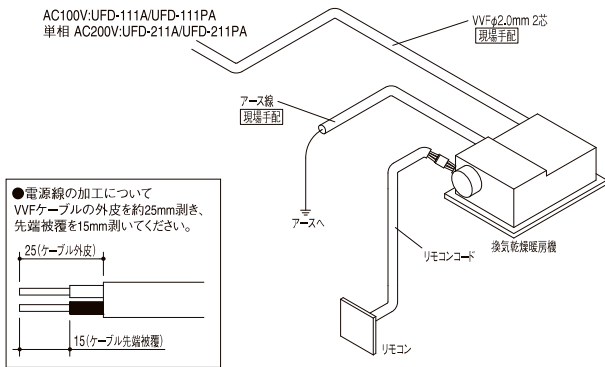 AC100V:UFD-111A/UFD-111PA
単相 AC200V:UFD-211A/UFD-211PA
VVFφ2.0mm 2芯
現場手配
アース線
現場手配
アースへ
リモコンコード
換気乾燥暖房機
リモコン
●電源線の加工について
VVFケーブルの外皮を約25mm剥き、
先端被覆を15mm剥いてください。
25(ケーブル外皮)
15(ケーブル先端被覆)